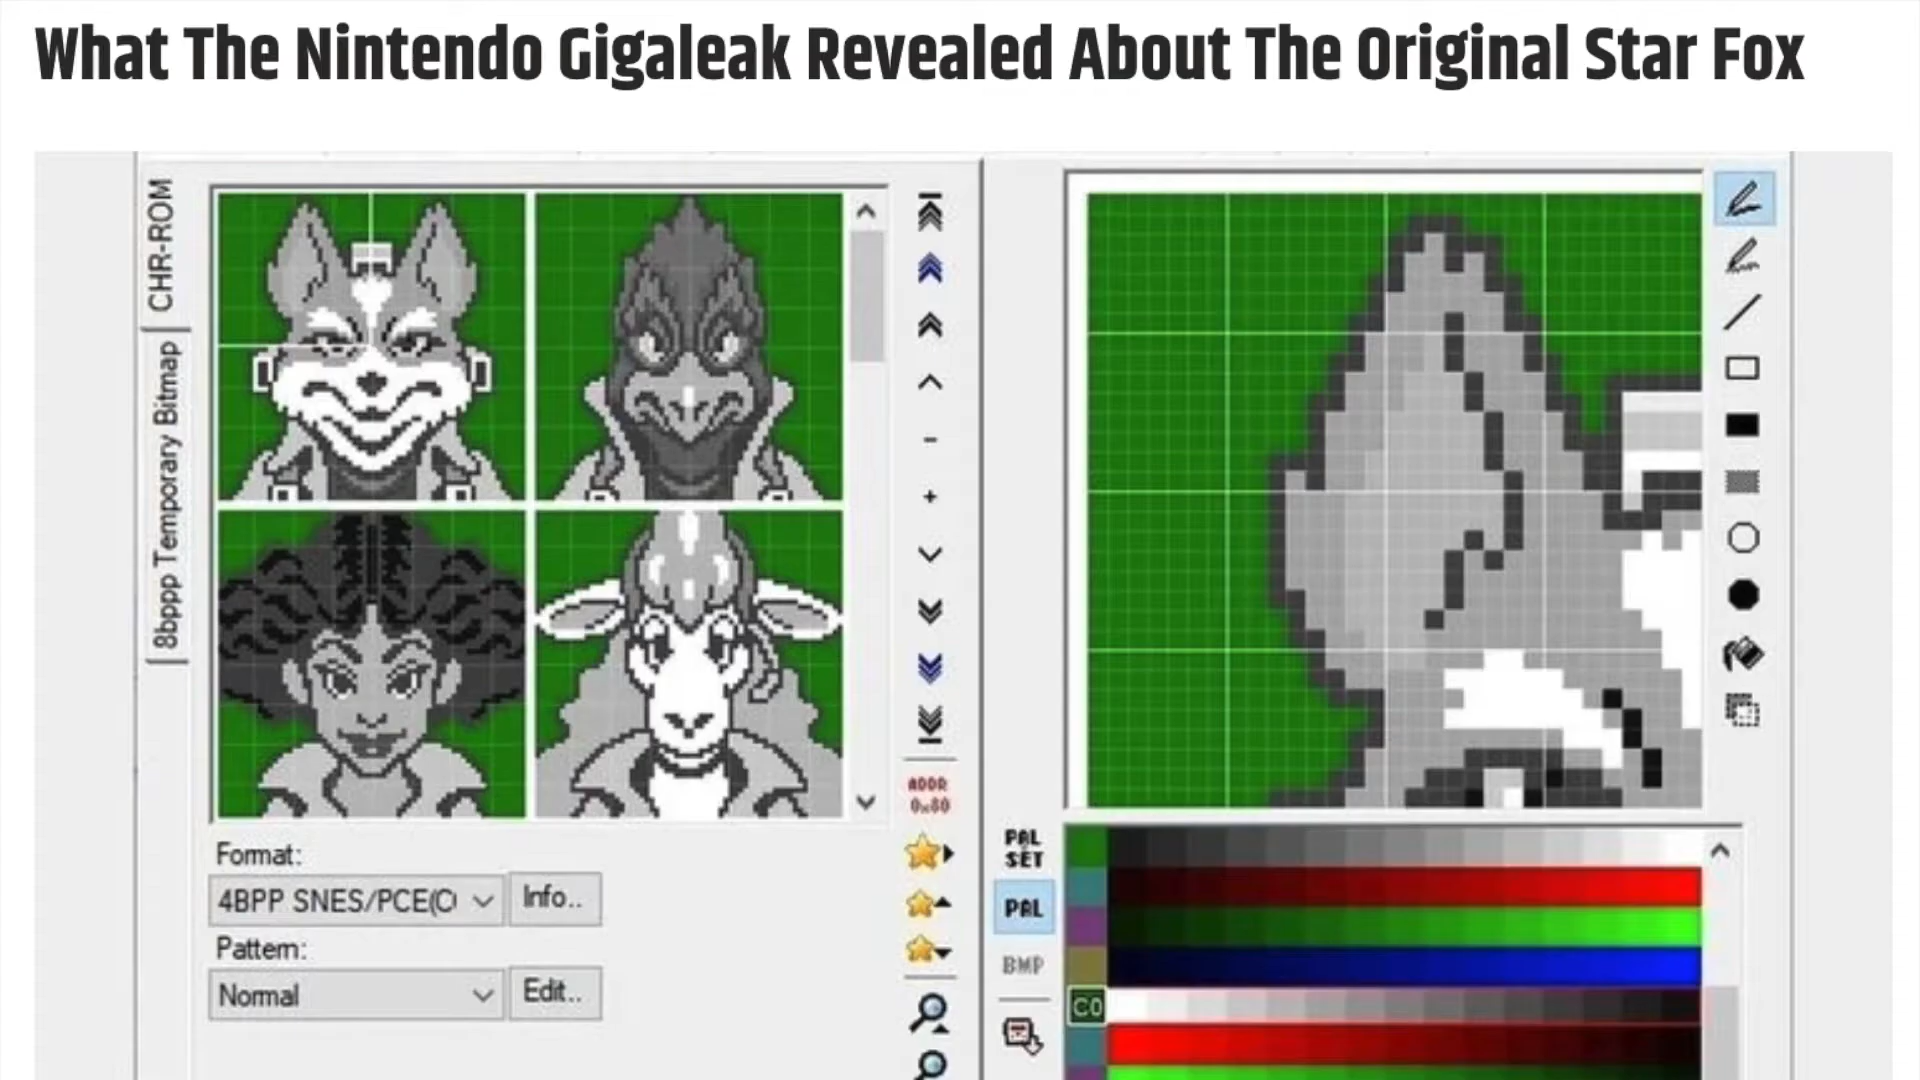 What The Nintendo Gigaleak Revealed About The Original Star Fox
CHR-ROM
8bppp Temporary Bitmap
ADDR
0x80
Format:
4BPP SNES/PCE(C
Info..
Pattern:
Normal
Edit..
PAL
SET
PAL
BMP
C0